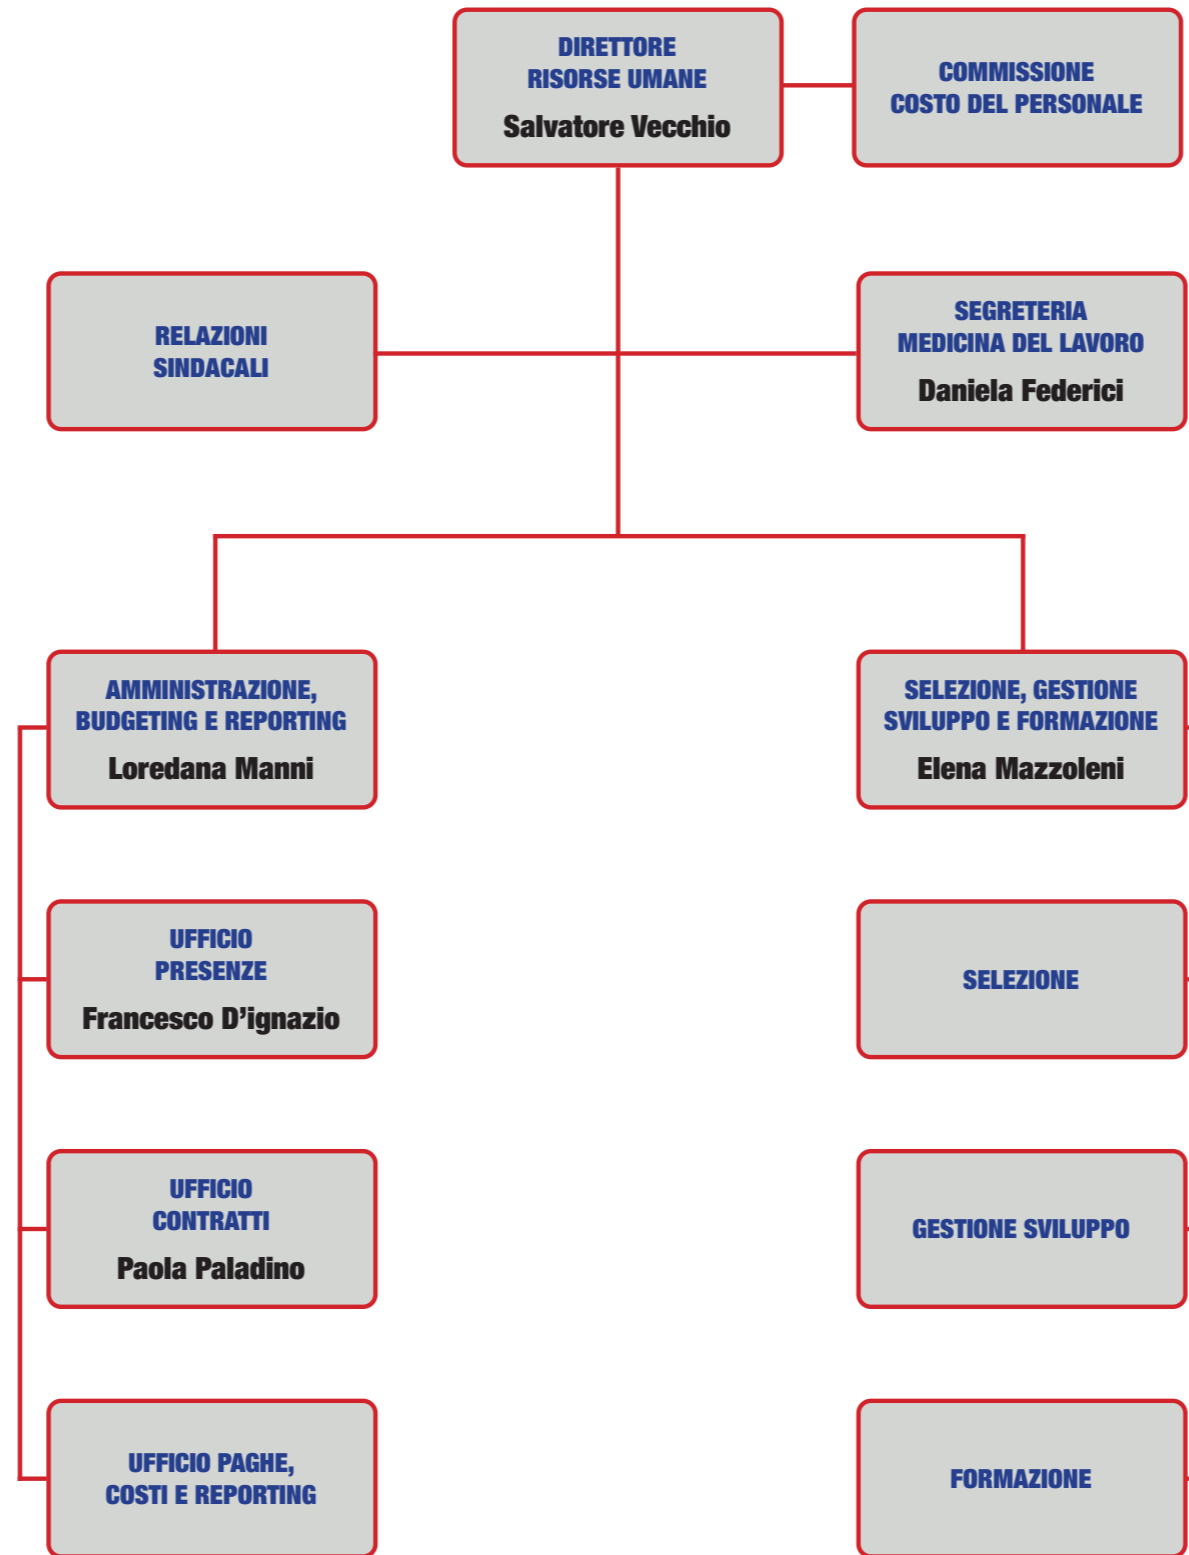 DIRETTORE
RISORSE UMANE
Salvatore Vecchio
COMMISSIONE
COSTO DEL PERSONALE
RELAZIONI
SINDACALI
SEGRETERIA
MEDICINA DEL LAVORO
Daniela Federici
AMMINISTRAZIONE,
BUDGETING E REPORTING
Loredana Manni
SELEZIONE, GESTIONE
SVILUPPO E FORMAZIONE
Elena Mazzoleni
UFFICIO
PRESENZE
Francesco D’ignazio
SELEZIONE
UFFICIO
CONTRATTI
Paola Paladino
GESTIONE SVILUPPO
UFFICIO PAGHE,
COSTI E REPORTING
FORMAZIONE